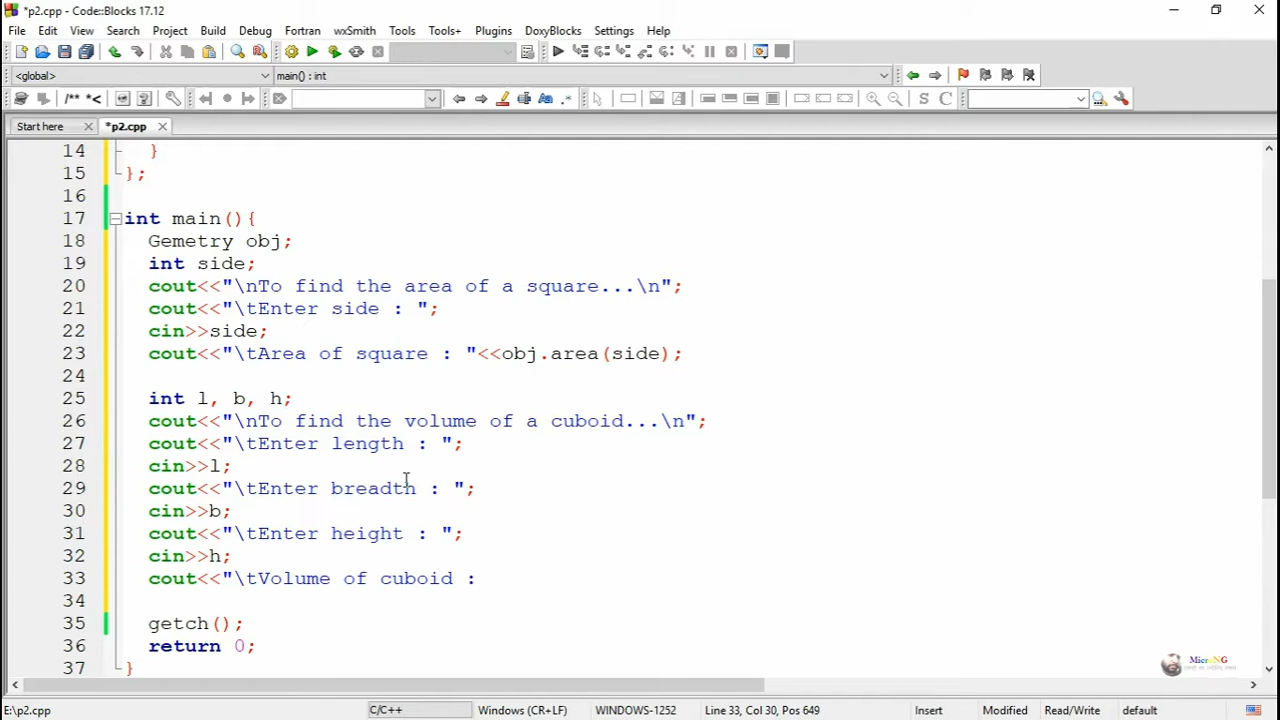 *p2.cpp - Code::Blocks 17.12
File Edit View Search Project Build Debug Fortran wxSmith Tools Tools+ Plugins DoxyBlocks Settings Help
<global> main() : int
/** *< S C
Start here *p2.cpp
14 }
15 };
16
17 int main(){
18 Gemetry obj;
19 int side;
20 cout<<"\nTo find the area of a square...\n";
21 cout<<"\tEnter side : ";
22 cin>>side;
23 cout<<"\tArea of square : "<<obj.area(side);
24
25 int l, b, h;
26 cout<<"\nTo find the volume of a cuboid...\n";
27 cout<<"\tEnter length : ";
28 cin>>l;
29 cout<<"\tEnter breadth : ";
30 cin>>b;
31 cout<<"\tEnter height : ";
32 cin>>h;
33 cout<<"\tVolume of cuboid :
34
35 getch();
36 return 0;
37 }
MicroNG
E:\p2.cpp C/C++ Windows (CR+LF) WINDOWS-1252 Line 33, Col 30, Pos 649 Insert Modified Read/Write default